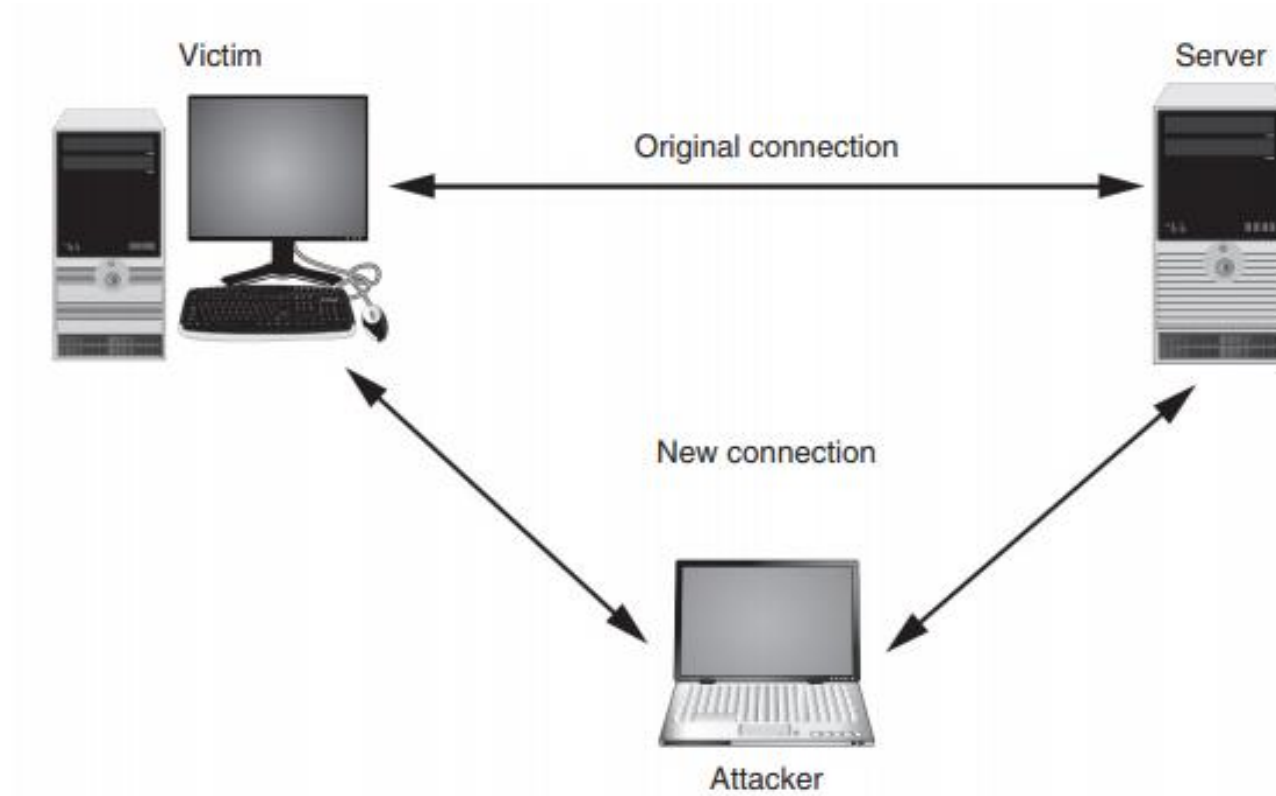 Victim
Server
Original connection
New connection
Attacker